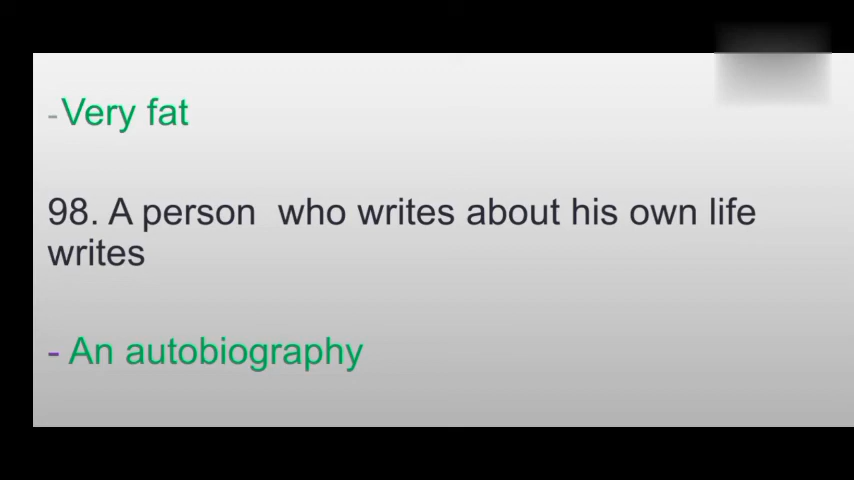 -Very fat
98. A person who writes about his own life
writes
- An autobiography